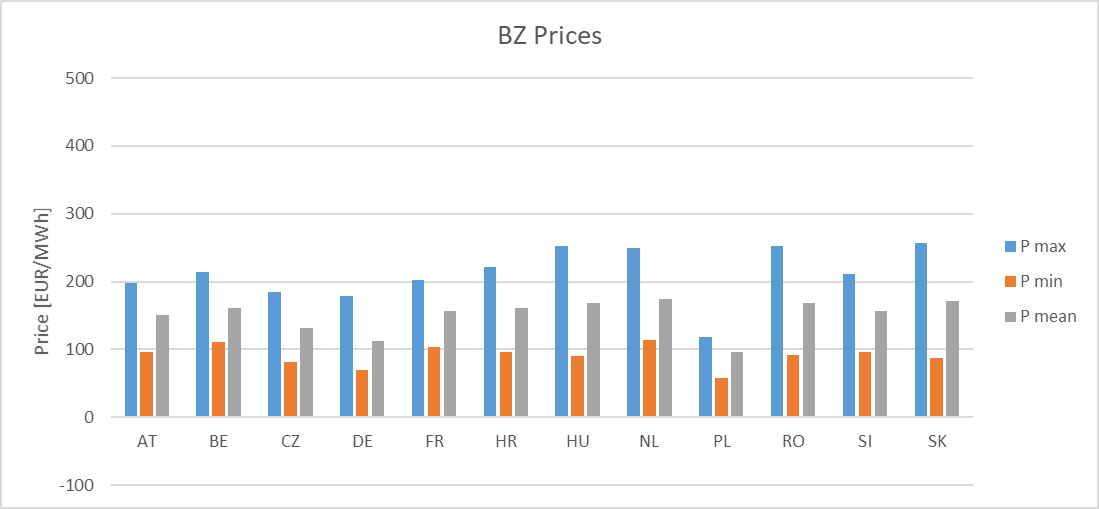 BZ Prices
500
400
300
200
100
0
-100
Price [EUR/MWh]
AT BE CZ DE FR HR HU NL PL RO SI SK
P max
P min
P mean